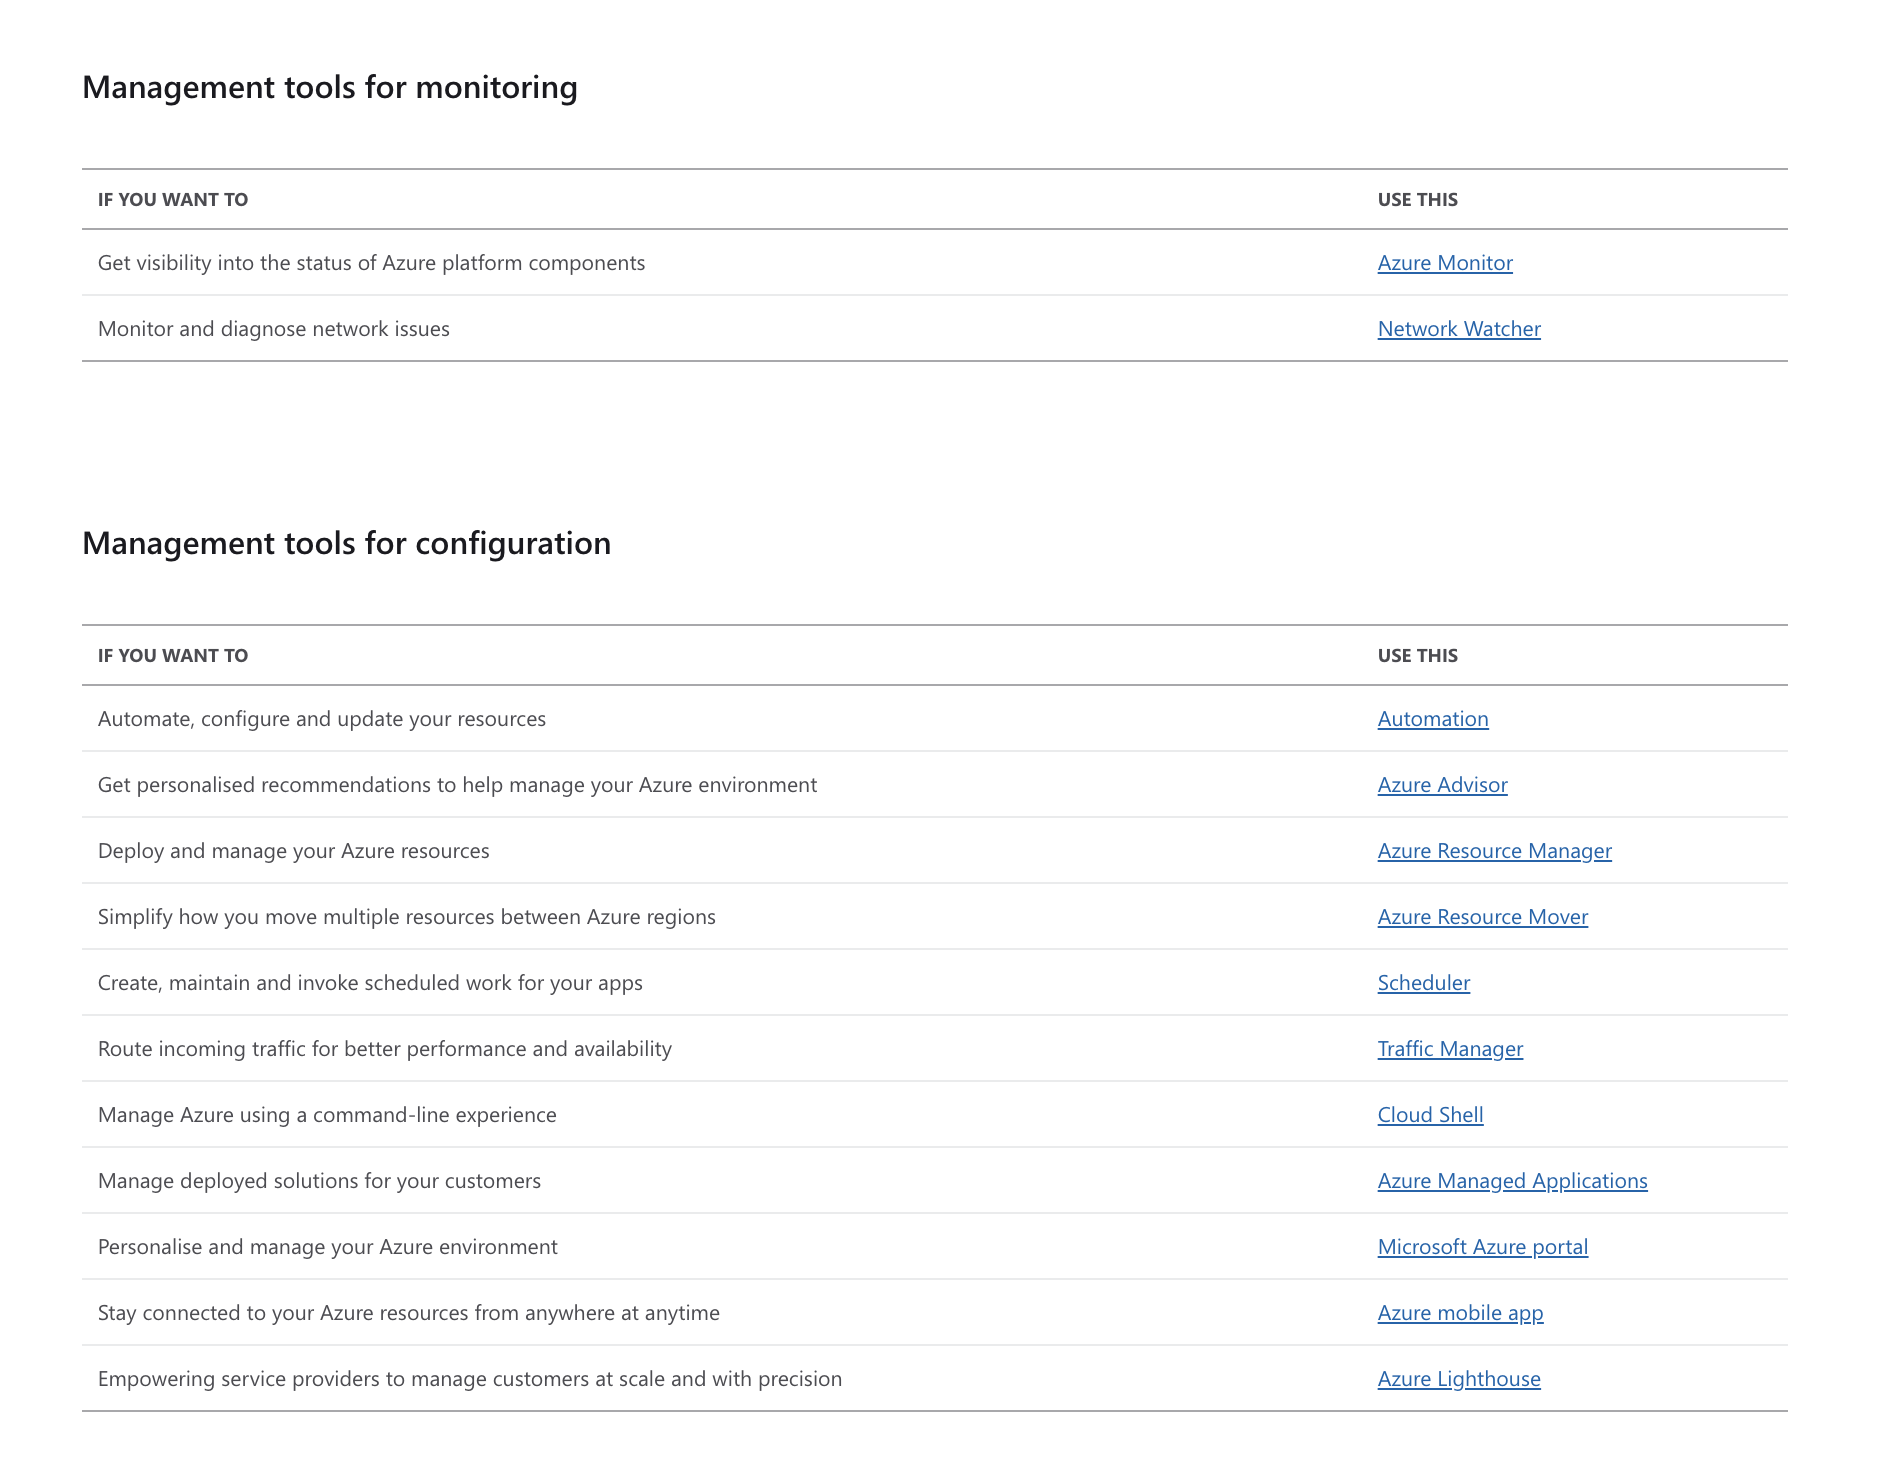 Management tools for monitoring
IF YOU WANT TO USE THIS
Get visibility into the status of Azure platform components Azure Monitor
Monitor and diagnose network issues Network Watcher
Management tools for configuration
IF YOU WANT TO USE THIS
Automate, configure and update your resources Automation
Get personalised recommendations to help manage your Azure environment Azure Advisor
Deploy and manage your Azure resources Azure Resource Manager
Simplify how you move multiple resources between Azure regions Azure Resource Mover
Create, maintain and invoke scheduled work for your apps Scheduler
Route incoming traffic for better performance and availability Traffic Manager
Manage Azure using a command-line experience Cloud Shell
Manage deployed solutions for your customers Azure Managed Applications
Personalise and manage your Azure environment Microsoft Azure portal
Stay connected to your Azure resources from anywhere at anytime Azure mobile app
Empowering service providers to manage customers at scale and with precision Azure Lighthouse